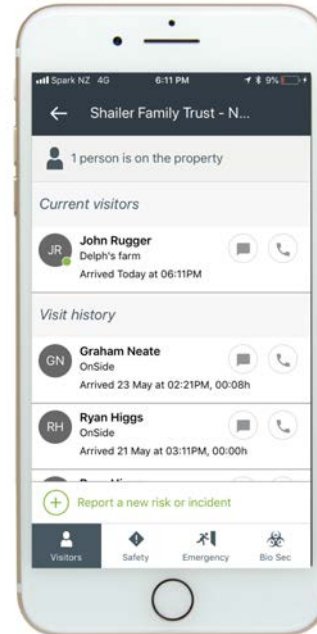 Spark NZ 4G 6:11 PM 9%
Shailer Family Trust - N...
1 person is on the property
Current visitors
JR John Rugger
Delph's farm
Arrived Today at 06:11PM
Visit history
GN Graham Neate
OnSide
Arrived 23 May at 02:21PM, 00:08h
RH Ryan Higgs
OnSide
Arrived 21 May at 03:11PM, 00:00h
Report a new risk or incident
Visitors Safety Emergency Bio Sec